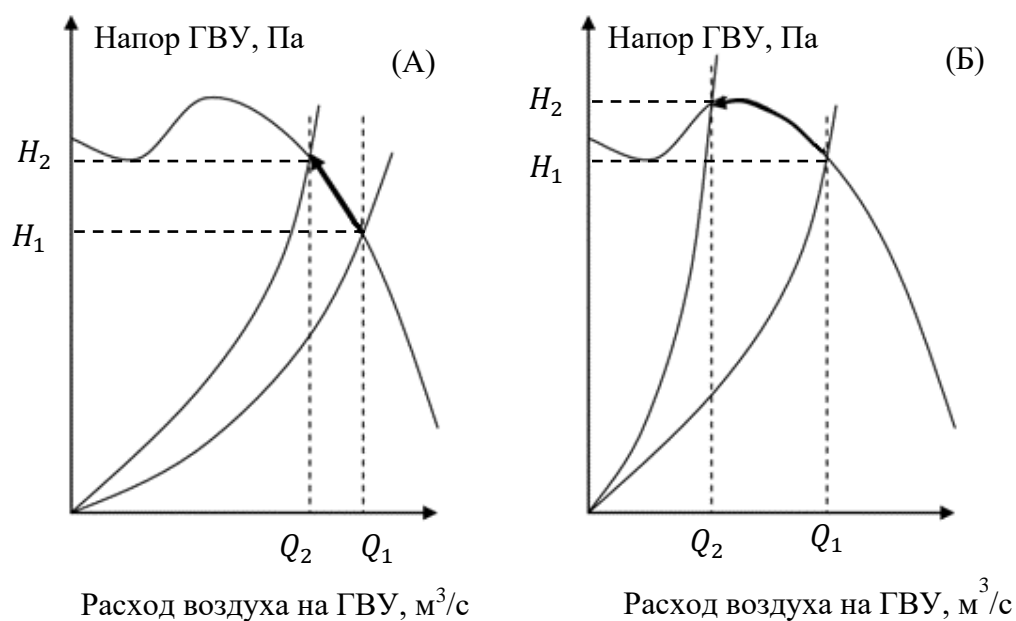 Напор ГВУ, Па
(А)
H₂
H₁
Q₂
Q₁
Расход воздуха на ГВУ, м³/с
Напор ГВУ, Па
(Б)
H₂
H₁
Q₂
Q₁
Расход воздуха на ГВУ, м³/с